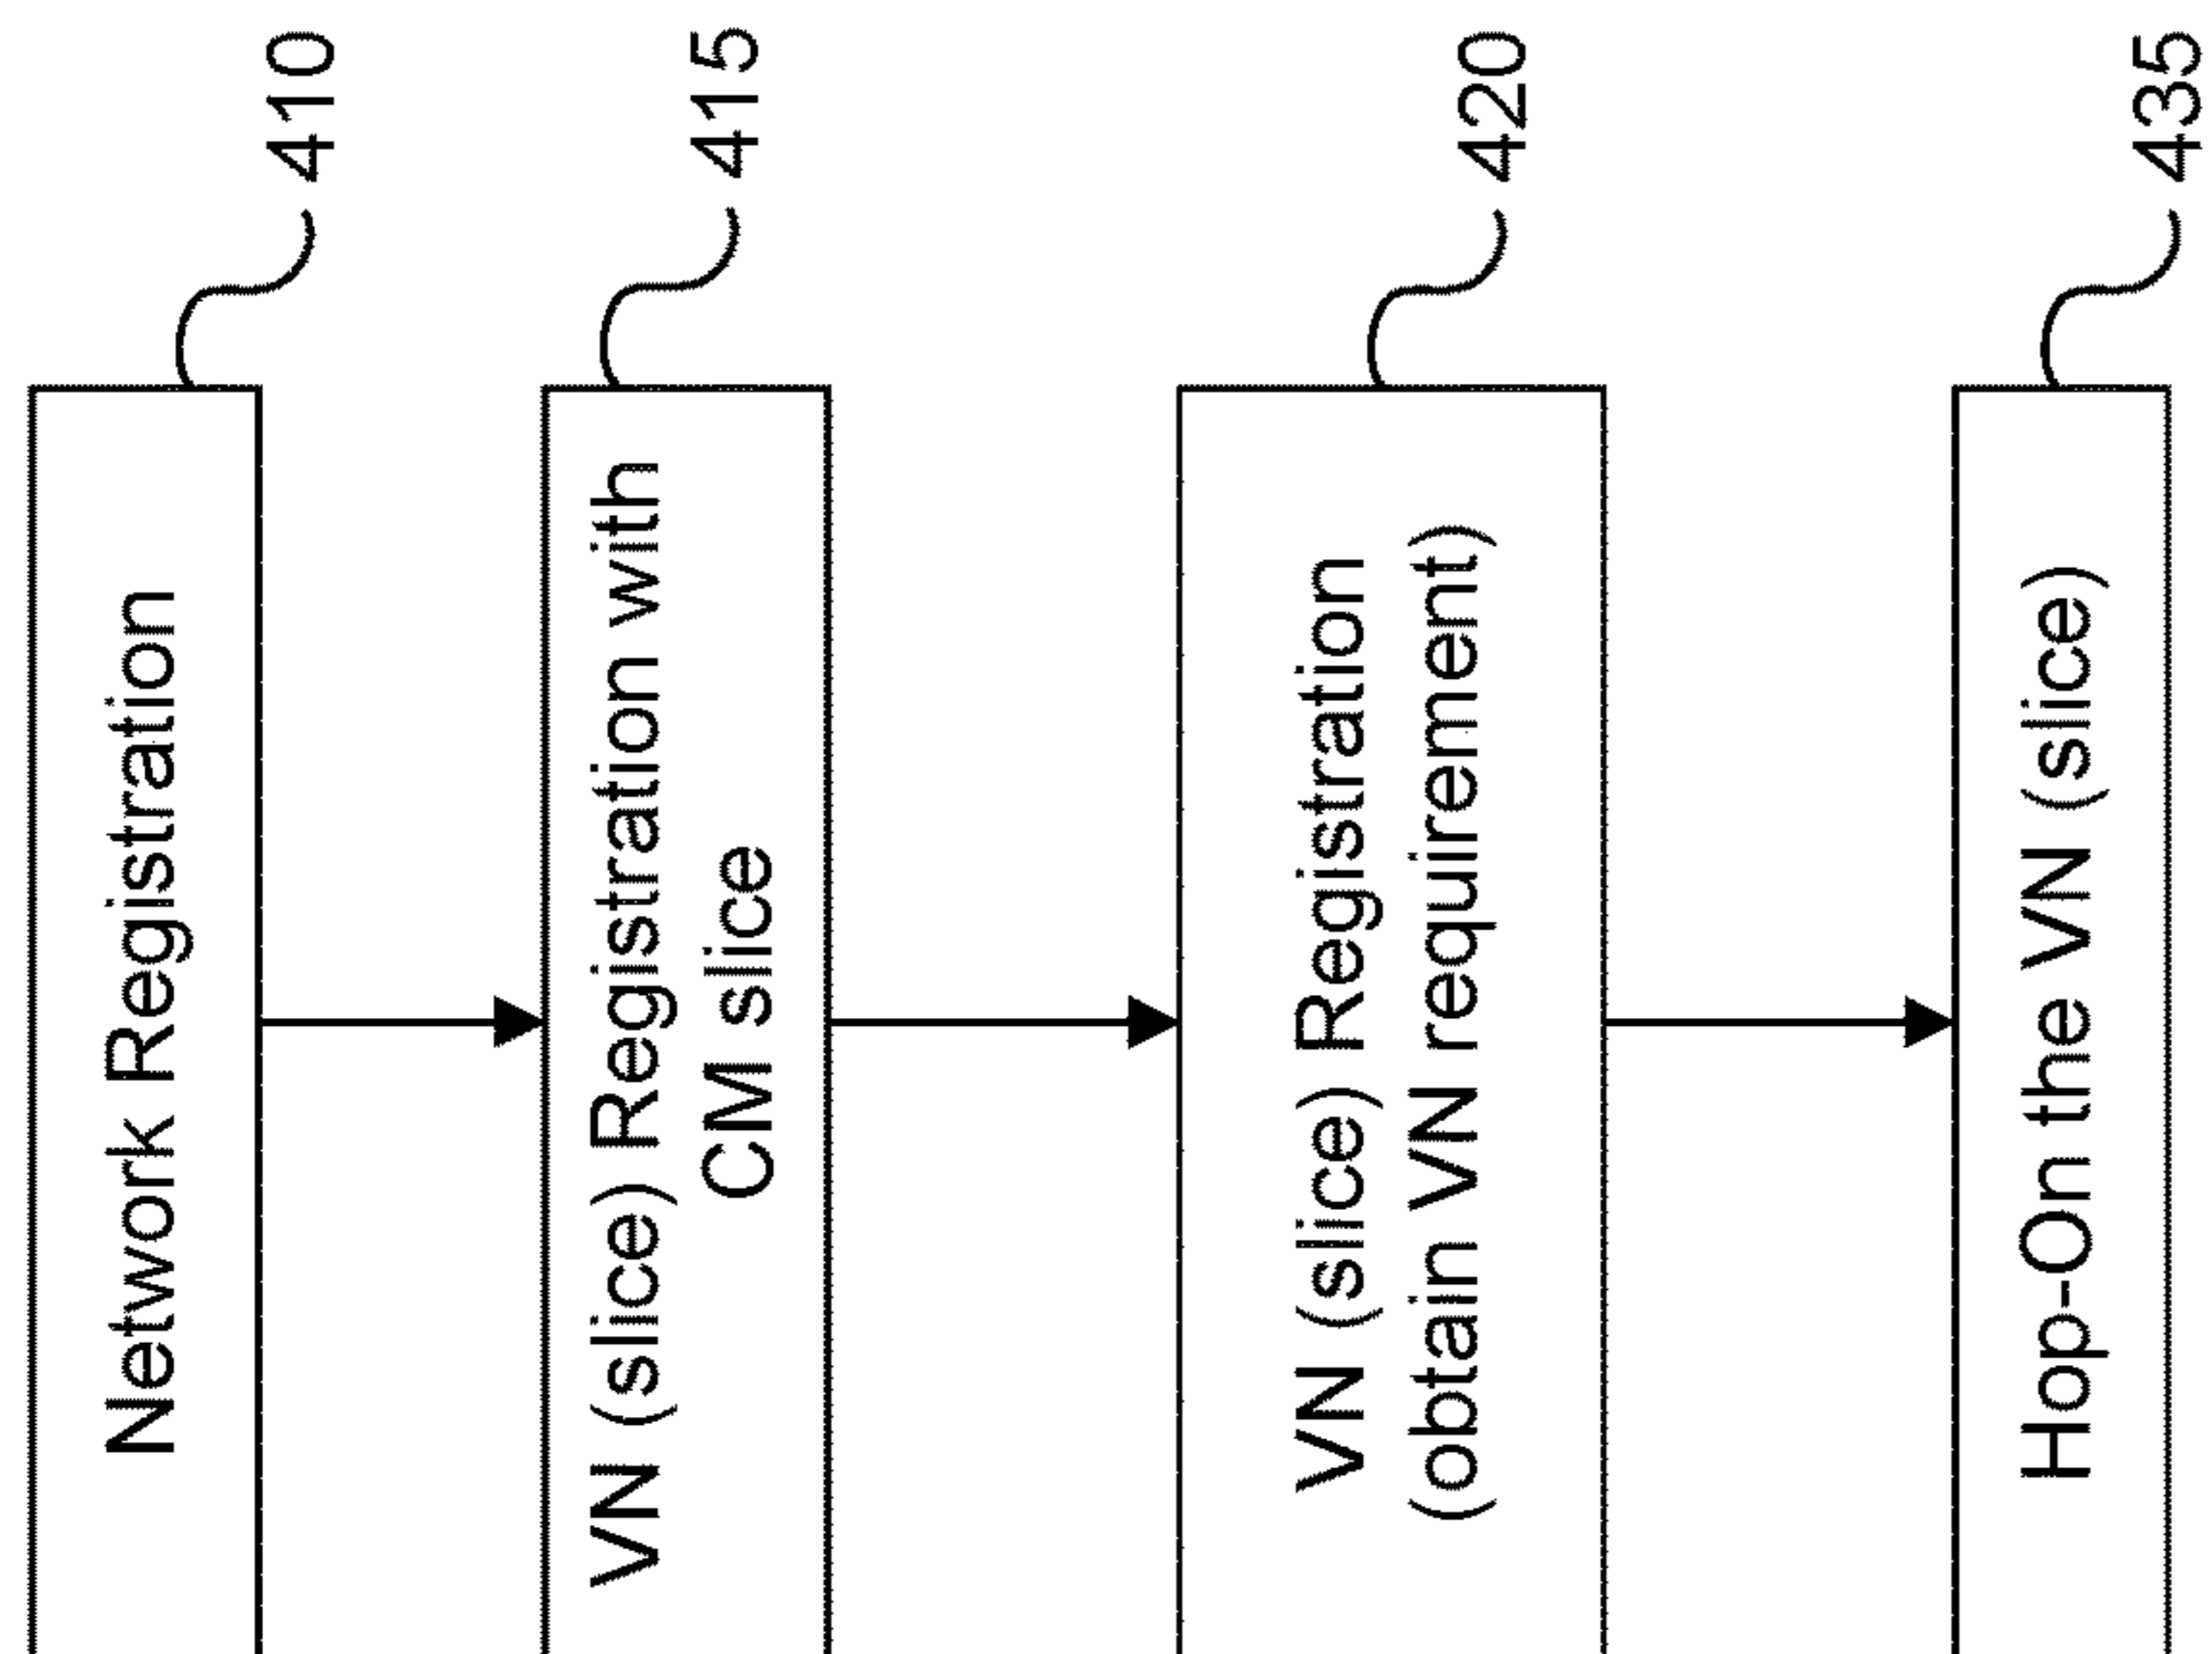 Network Registration
410
VN (slice) Registration with
CM slice
415
VN (slice) Registration
(obtain VN requirement)
420
Hop-On the VN (slice)
435